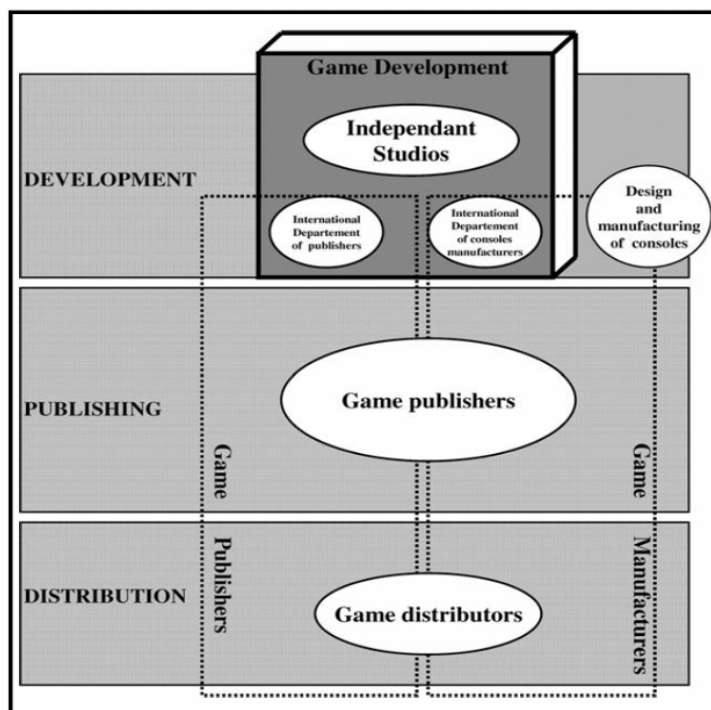 Game Development
Independant
Studios
DEVELOPMENT
International
Departement
of publishers
International
Departement
of consoles
manufacturers
Design
and
manufacturing
of consoles
PUBLISHING
Game publishers
Game
Game
DISTRIBUTION
Publishers
Game distributors
Manufacturers